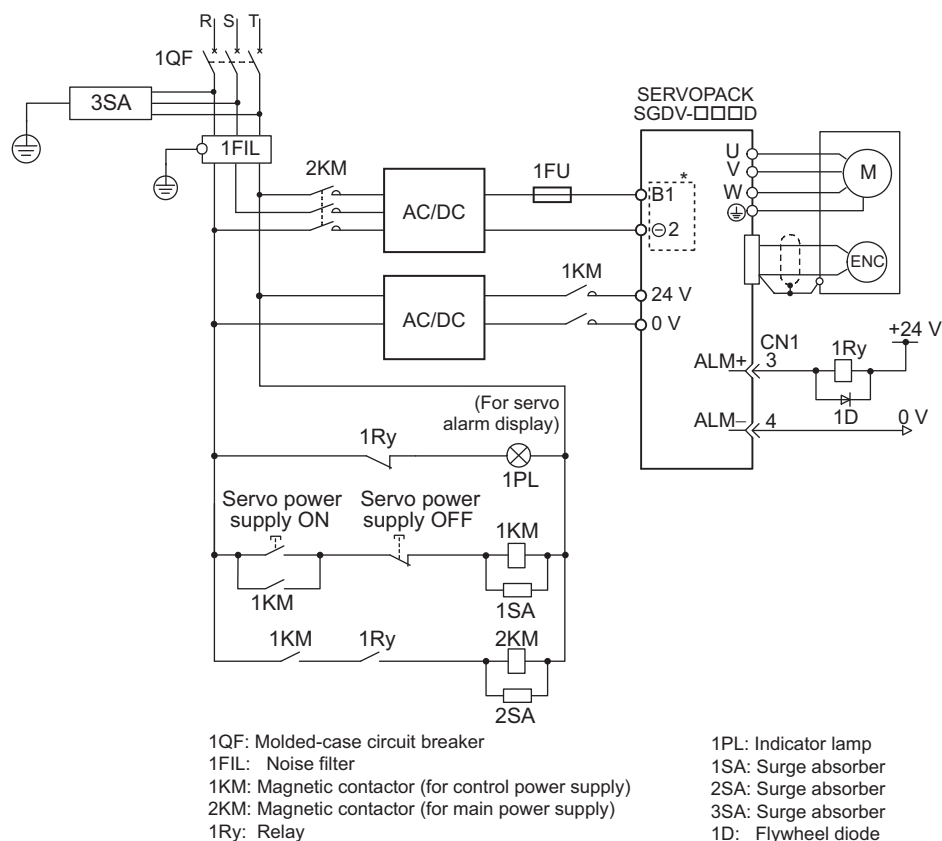 R S T
1QF
3SA
1FIL
2KM
AC/DC
1FU
SERVOPACK
SGDV-□□□D
*
B1
⊖2
U
V
W
M
ENC
AC/DC
1KM
24 V
0 V
CN1
ALM+ 3
1Ry
+24 V
1D
ALM– 4
0 V
(For servo
alarm display)
1Ry
1PL
Servo power
supply ON
Servo power
supply OFF
1KM
1KM
1SA
1KM
1Ry
2KM
2SA
1QF: Molded-case circuit breaker
1FIL: Noise filter
1KM: Magnetic contactor (for control power supply)
2KM: Magnetic contactor (for main power supply)
1Ry: Relay
1PL: Indicator lamp
1SA: Surge absorber
2SA: Surge absorber
3SA: Surge absorber
1D: Flywheel diode